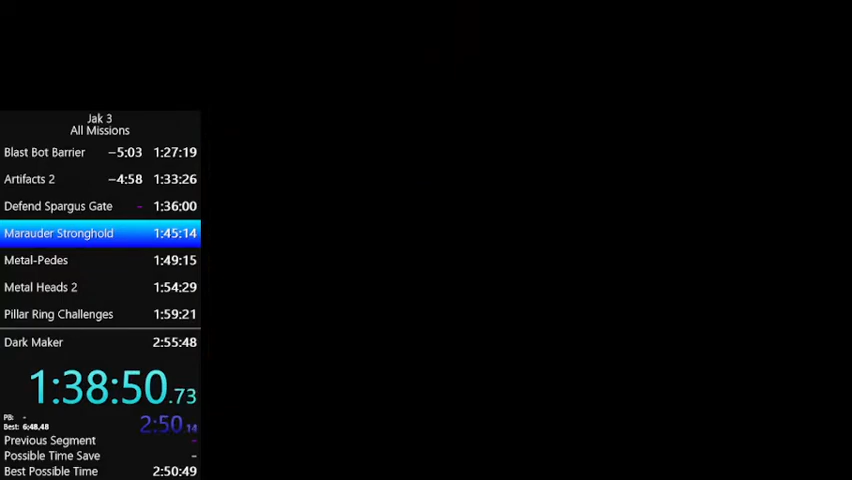 Jak 3
All Missions
Blast Bot Barrier −5:03 1:27:19
Artifacts 2 −4:58 1:33:26
Defend Spargus Gate - 1:36:00
Marauder Stronghold 1:45:14
Metal-Pedes 1:49:15
Metal Heads 2 1:54:29
Pillar Ring Challenges 1:59:21
Dark Maker 2:55:48
1:38:50.73
PB: -
Best: 6:48.48 2:50.14
Previous Segment -
Possible Time Save -
Best Possible Time 2:50:49